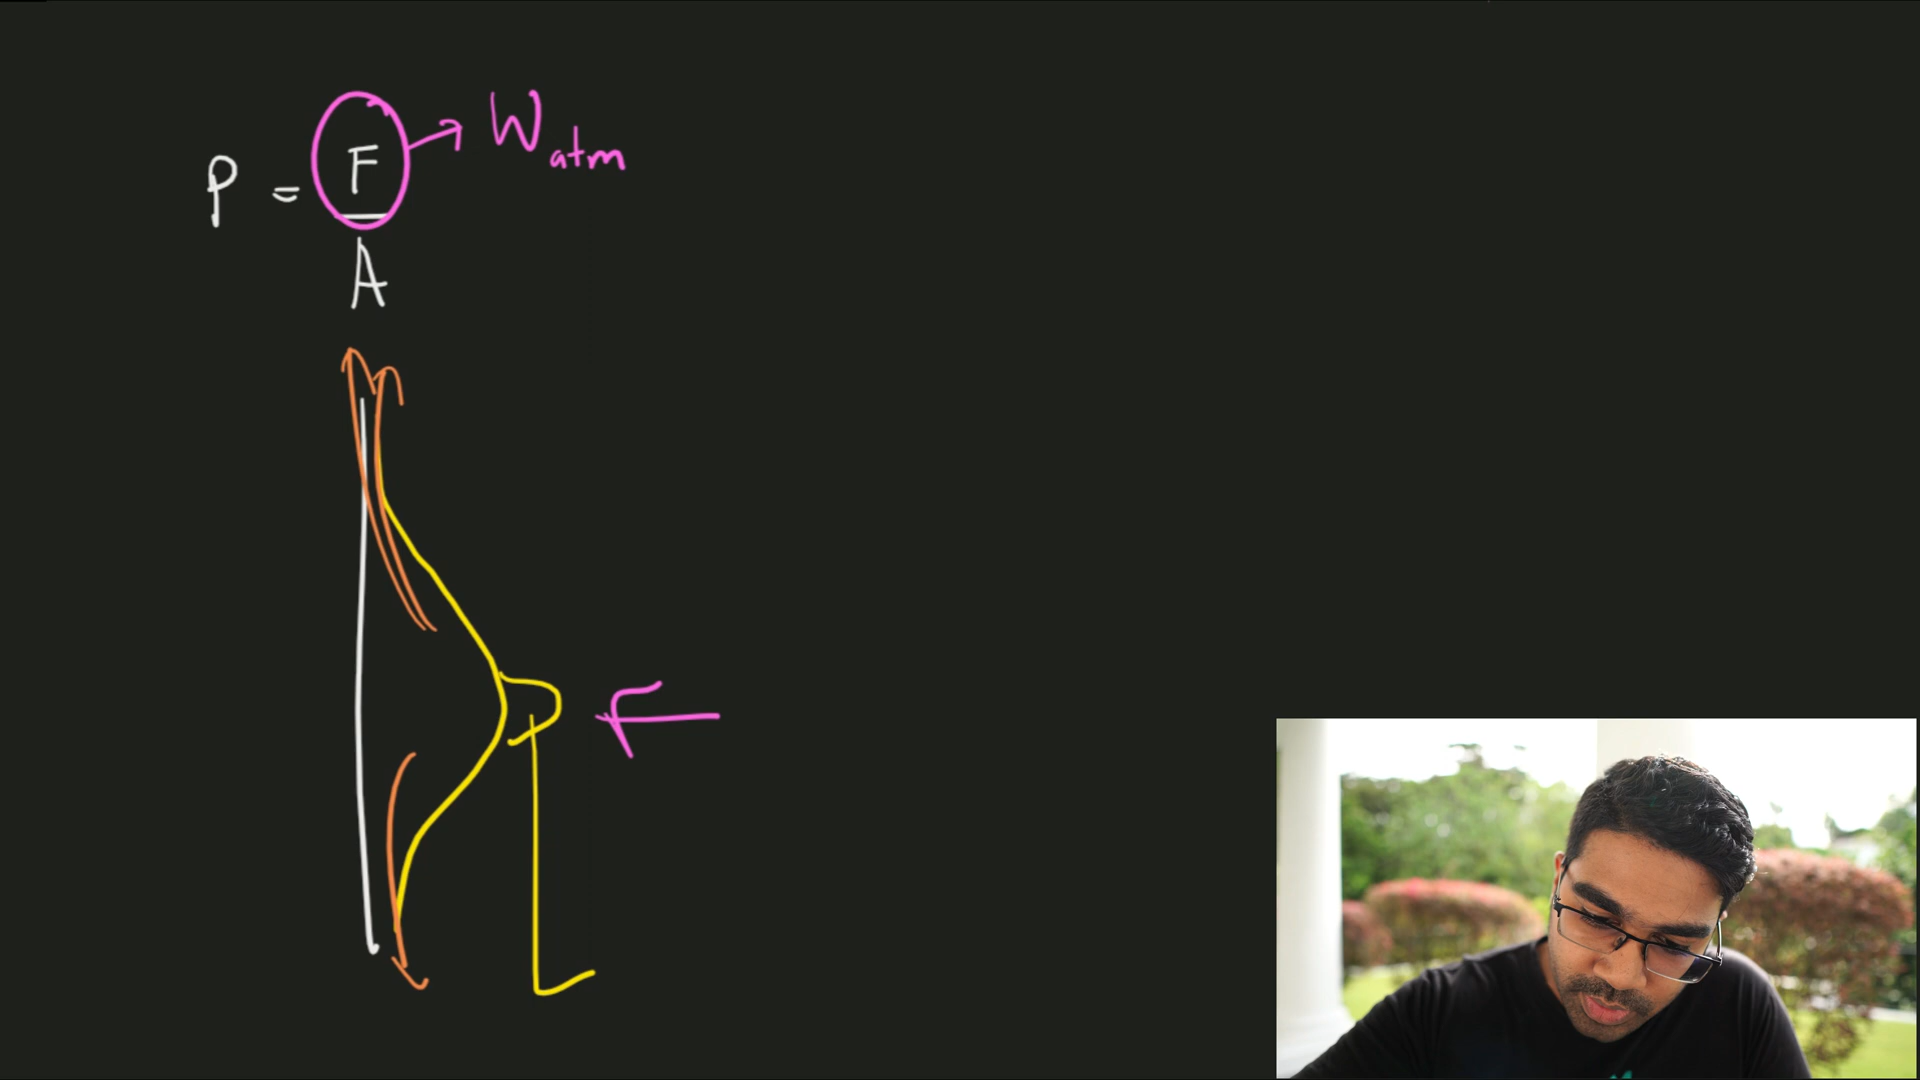 P = F/A → W_atm